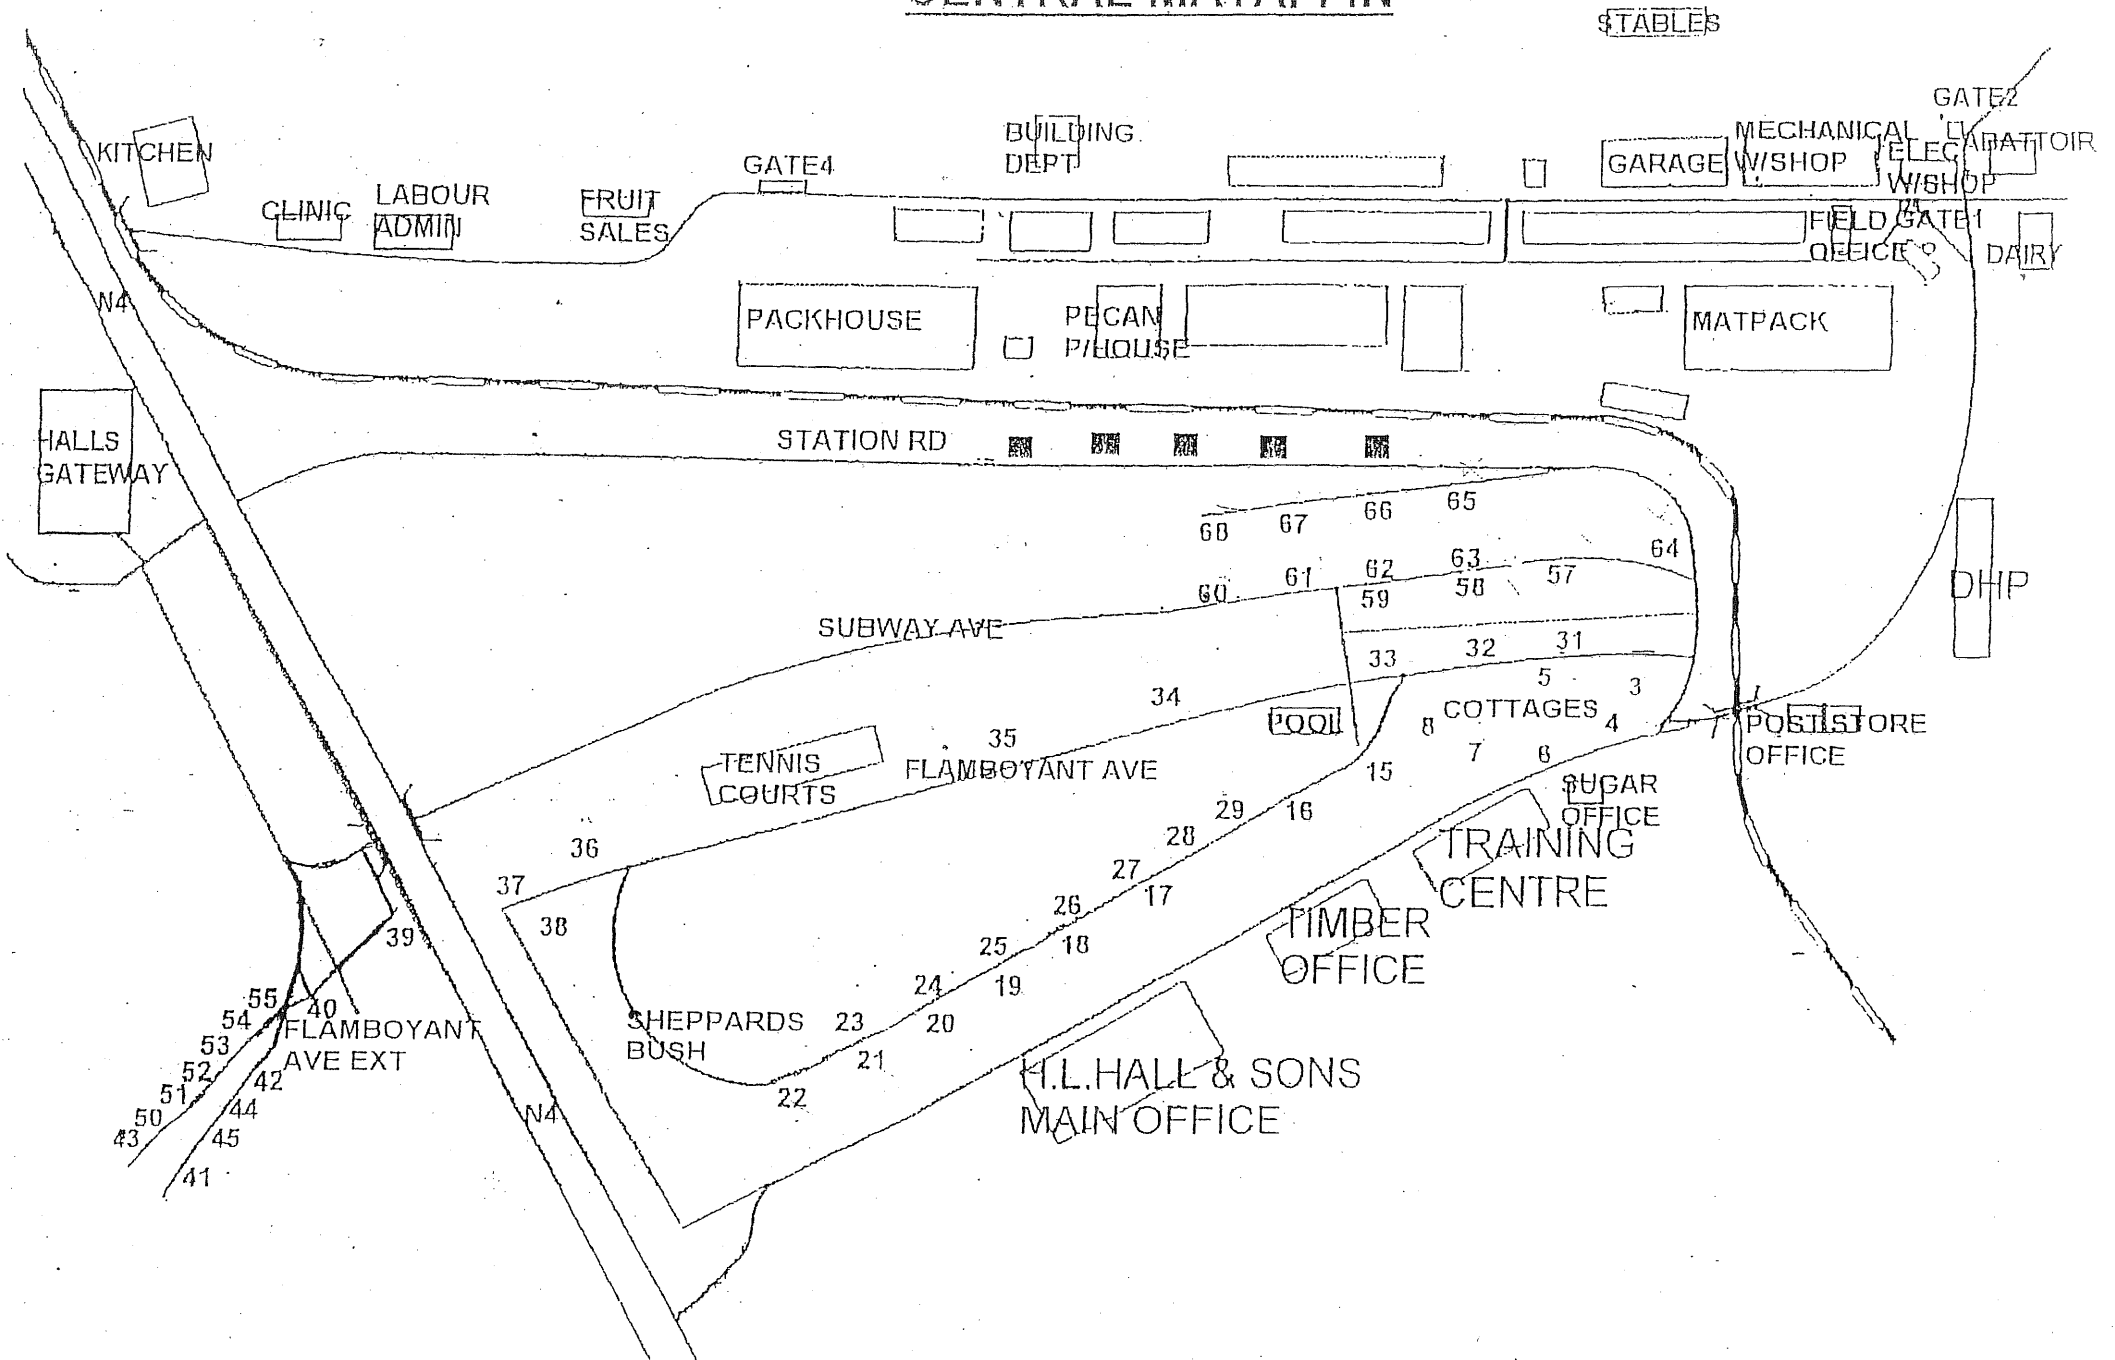 CENTRAL MATAFFIN
STABLES
GATE2
KITCHEN
CLINIC
LABOUR
ADMIN
FRUIT
SALES
GATE4
BUILDING
DEPT
GARAGE
MECHANICAL
W/SHOP
ELEC
W/SHOP
ABATTOIR
FIELD
OFFICE
GATE1
DAIRY
N4
PACKHOUSE
PECAN
P/HOUSE
MATPACK
HALLS
GATEWAY
STATION RD
68
67
66
65
64
60
61
62
63
59
58
57
DHP
SUBWAY AVE
33
32
31
34
5
3
POOL
8
COTTAGES
4
7
6
POST
OFFICE
STORE
35
TENNIS
COURTS
FLAMBOYANT AVE
15
SUGAR
OFFICE
29
16
28
TRAINING
CENTRE
36
27
17
37
38
26
18
TIMBER
OFFICE
39
25
19
24
20
55
40
54
FLAMBOYANT
AVE EXT
53
SHEPPARDS
BUSH
23
21
52
42
51
44
22
H.L.HALL & SONS
MAIN OFFICE
50
43
45
41
N4